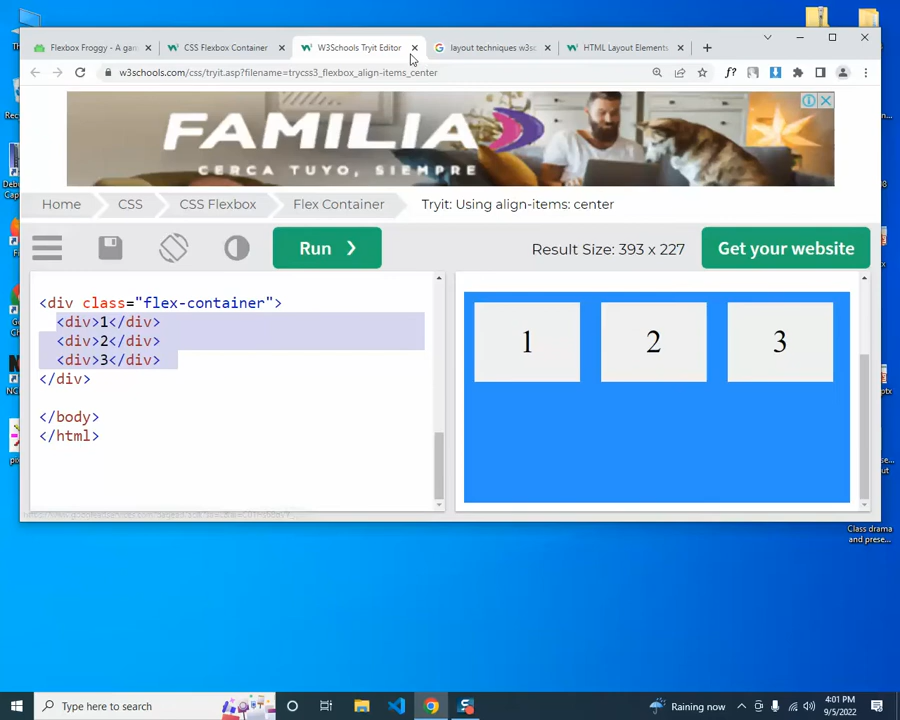 Flexbox Froggy - A gam
CSS Flexbox Container
W3Schools Tryit Editor
layout techniques w3sc
HTML Layout Elements
w3schools.com/css/tryit.asp?filename=trycss3_flexbox_align-items_center
f?
FAMILIA
CERCA TUYO, SIEMPRE
Home
CSS
CSS Flexbox
Flex Container
Tryit: Using align-items: center
Run ❯
Result Size: 393 x 227
Get your website
<div class="flex-container">
<div>1</div>
<div>2</div>
<div>3</div>
</div>
</body>
</html>
1
2
3
Class drama
and prese...
Type here to search
Raining now
4:01 PM
9/5/2022